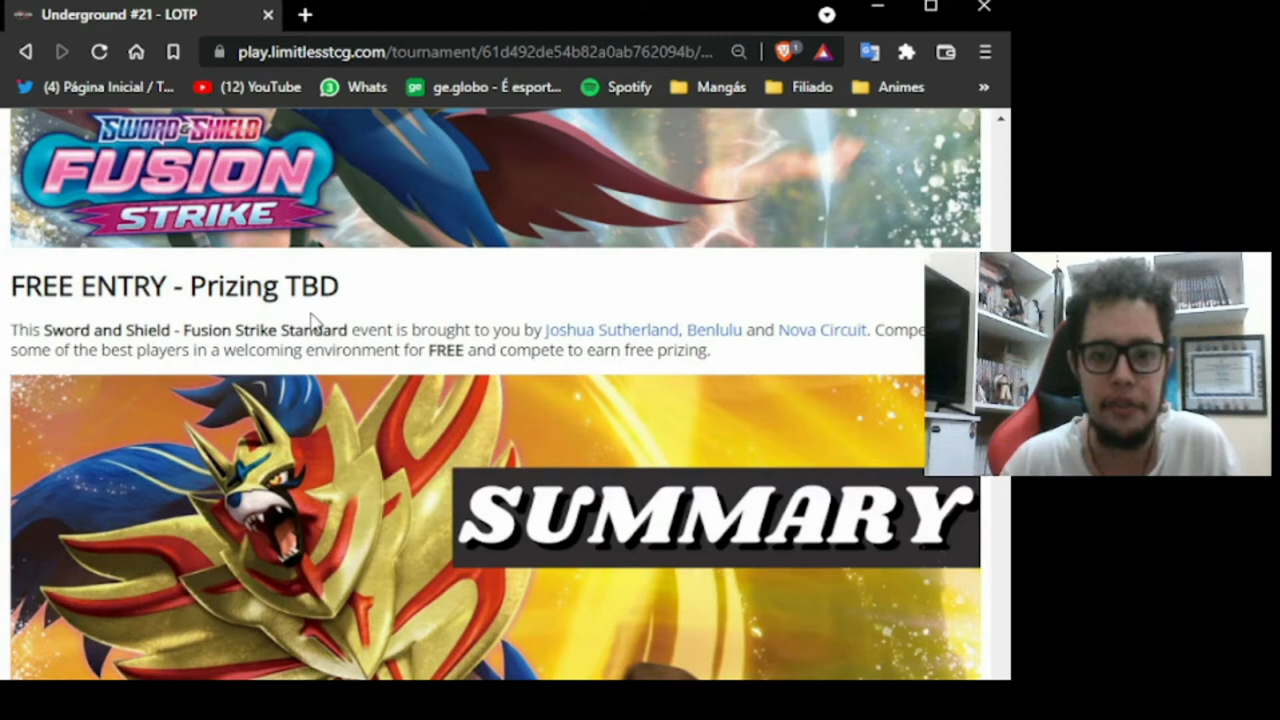 Underground #21 - LOTP
play.limitlesstcg.com/tournament/61d492de54b82a0ab762094b/...
1
(4) Página Inicial / T...
(12) YouTube
3
Whats
ge
ge.globo - É esport...
Spotify
Mangás
Filiado
Animes
»
SWORD & SHIELD
FUSION
STRIKE
FREE ENTRY - Prizing TBD
This Sword and Shield - Fusion Strike Standard event is brought to you by Joshua Sutherland, Benlulu and Nova Circuit. Compe
some of the best players in a welcoming environment for FREE and compete to earn free prizing.
SUMMARY